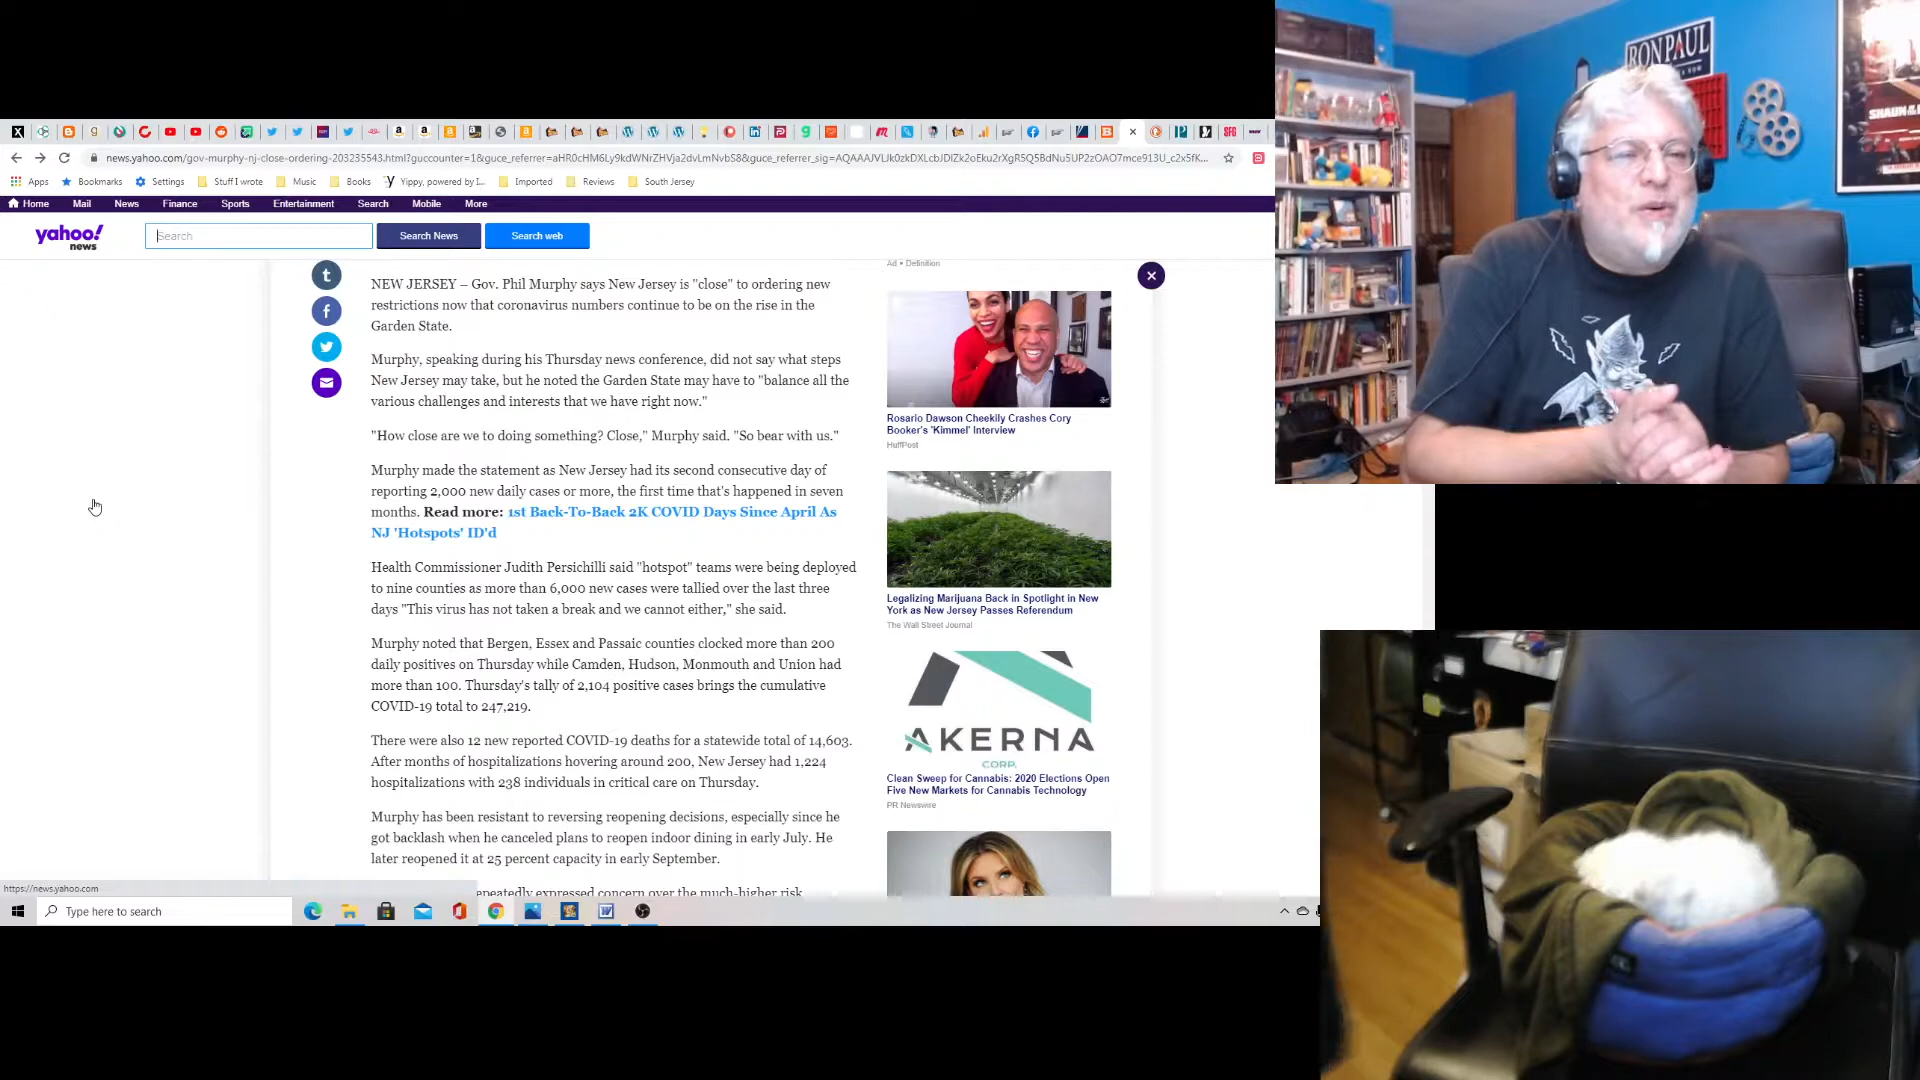 news.yahoo.com/gov-murphy-nj-close-ordering-203235543.html?guccounter=1&guce_referrer=
Apps Bookmarks Settings Stuff I wrote Music Books Yippy, powered by I... Imported Reviews South Jersey
Home Mail News Finance Sports Entertainment Search Mobile More
yahoo!
news
Search
Search News
Search web
Ad • Definition
NEW JERSEY – Gov. Phil Murphy says New Jersey is "close" to ordering new
restrictions now that coronavirus numbers continue to be on the rise in the
Garden State.
Murphy, speaking during his Thursday news conference, did not say what steps
New Jersey may take, but he noted the Garden State may have to "balance all the
various challenges and interests that we have right now."
"How close are we to doing something? Close," Murphy said. "So bear with us."
Murphy made the statement as New Jersey had its second consecutive day of
reporting 2,000 new daily cases or more, the first time that's happened in seven
months. Read more: 1st Back-To-Back 2K COVID Days Since April As
NJ 'Hotspots' ID'd
Health Commissioner Judith Persichilli said "hotspot" teams were being deployed
to nine counties as more than 6,000 new cases were tallied over the last three
days "This virus has not taken a break and we cannot either," she said.
Murphy noted that Bergen, Essex and Passaic counties clocked more than 200
daily positives on Thursday while Camden, Hudson, Monmouth and Union had
more than 100. Thursday's tally of 2,104 positive cases brings the cumulative
COVID-19 total to 247,219.
There were also 12 new reported COVID-19 deaths for a statewide total of 14,603.
After months of hospitalizations hovering around 200, New Jersey had 1,224
hospitalizations with 238 individuals in critical care on Thursday.
Murphy has been resistant to reversing reopening decisions, especially since he
got backlash when he canceled plans to reopen indoor dining in early July. He
later reopened it at 25 percent capacity in early September.
epeatedly expressed concern over the much-higher risk
Rosario Dawson Cheekily Crashes Cory
Booker's 'Kimmel' Interview
HuffPost
Legalizing Marijuana Back in Spotlight in New
York as New Jersey Passes Referendum
The Wall Street Journal
AKERNA
CORP.
Clean Sweep for Cannabis: 2020 Elections Open
Five New Markets for Cannabis Technology
PR Newswire
https://news.yahoo.com
Type here to search
RON PAUL
SHAUN OF THE